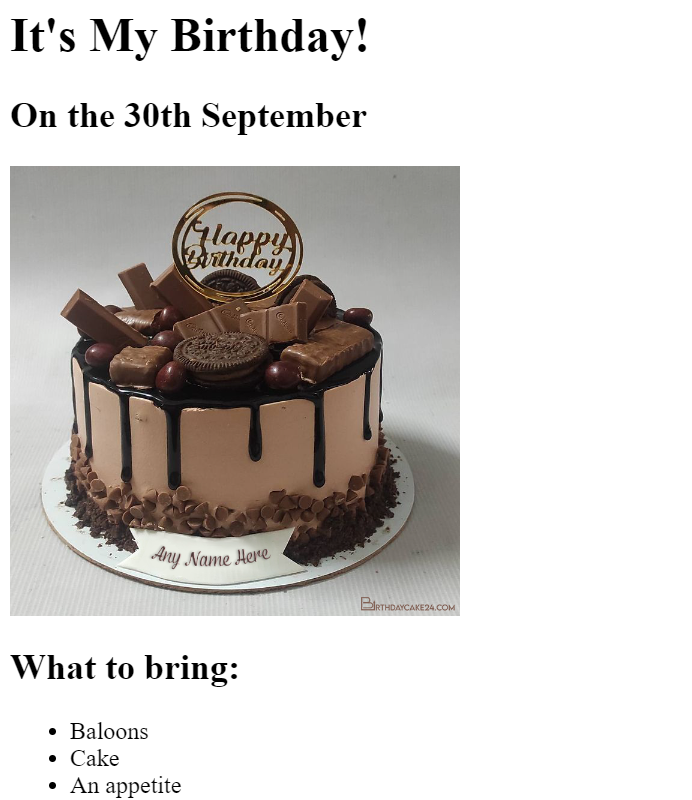 It's My Birthday!
On the 30th September
Happy
Birthday
Any Name Here
BIRTHDAYCAKE24.COM
What to bring:
Baloons
Cake
An appetite